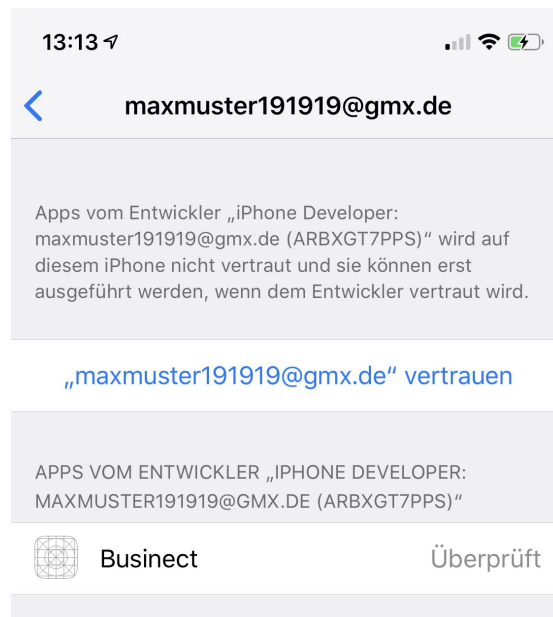 13:13
maxmuster191919@gmx.de
Apps vom Entwickler „iPhone Developer:
maxmuster191919@gmx.de (ARBXGT7PPS)“ wird auf
diesem iPhone nicht vertraut und sie können erst
ausgeführt werden, wenn dem Entwickler vertraut wird.
„maxmuster191919@gmx.de“ vertrauen
APPS VOM ENTWICKLER „IPHONE DEVELOPER:
MAXMUSTER191919@GMX.DE (ARBXGT7PPS)“
Businect Überprüft